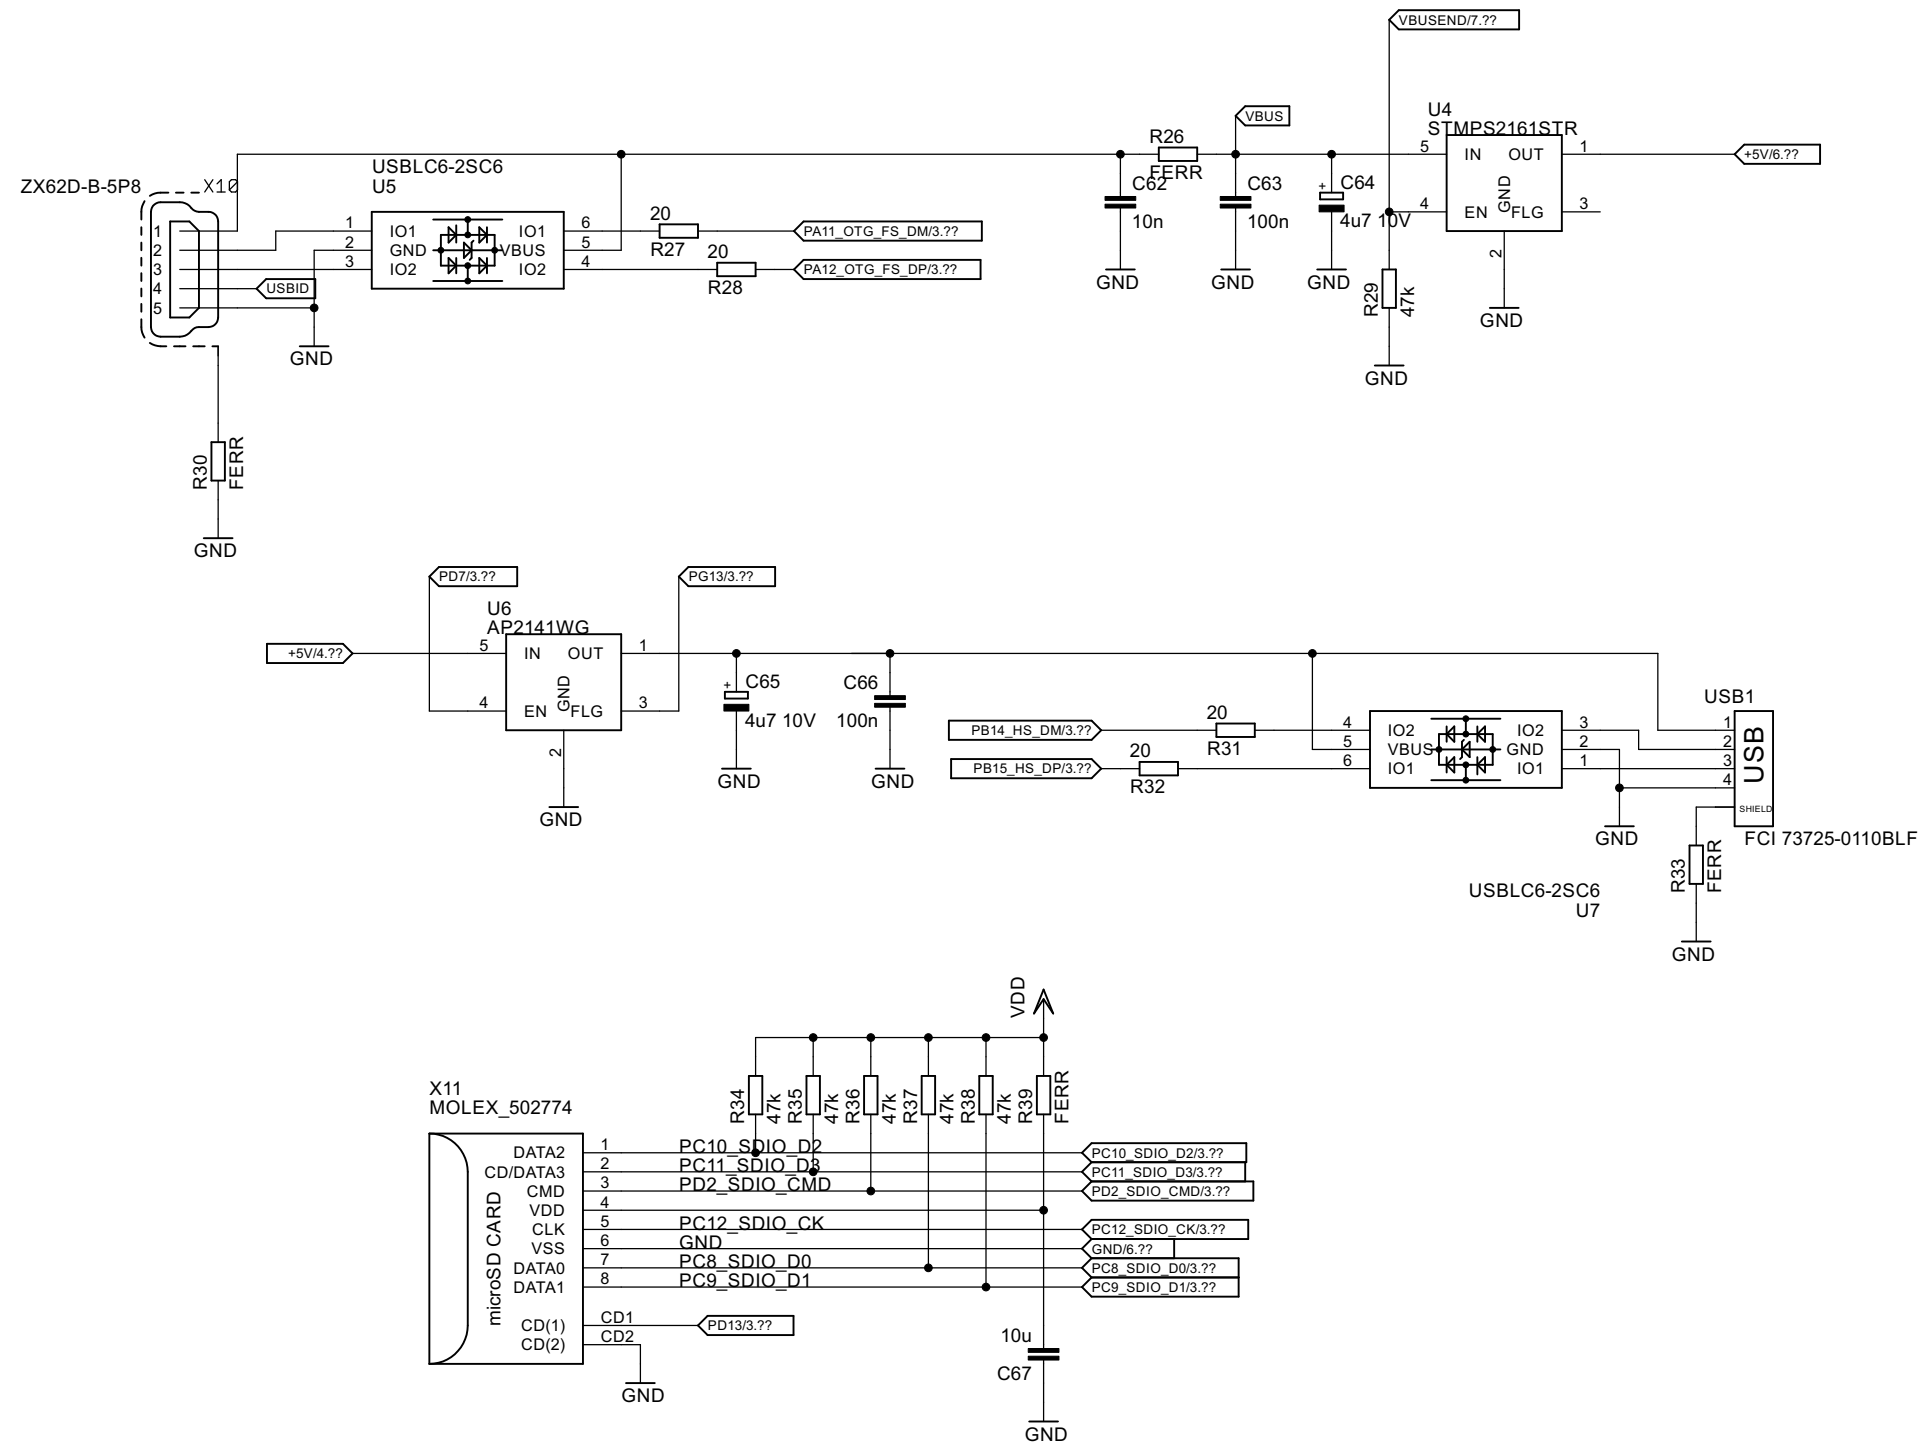 VBUSEND/7.??
VBUS
U4
STMPS2161STR
R26
FERR
5 IN OUT 1
+5V/6.??
4 EN GND FLG 3
2
GND
C62
10n
GND
C63
100n
GND
+ C64
4u7 10V
GND
R29
47k
GND
USBLC6-2SC6
U5
ZX62D-B-5P8
X10
1
2
3
4
5
USBID
GND
1 IO1 IO1 6
2 GND VBUS 5
3 IO2 IO2 4
20
R27
PA11_OTG_FS_DM/3.??
20
R28
PA12_OTG_FS_DP/3.??
R30
FERR
GND
PD7/3.??
PG13/3.??
U6
AP2141WG
+5V/4.??
5 IN OUT 1
4 EN GND FLG 3
2
GND
+ C65
4u7 10V
GND
C66
100n
GND
PB14_HS_DM/3.??
20
R31
PB15_HS_DP/3.??
20
R32
4 IO2 IO2 3
5 VBUS GND 2
6 IO1 IO1 1
USBLC6-2SC6
U7
GND
USB1
1
2
3
4
USB
SHIELD
FCI 73725-0110BLF
R33
FERR
GND
VDD
R34
47k
R35
47k
R36
47k
R37
47k
R38
47k
R39
FERR
X11
MOLEX_502774
microSD CARD
DATA2 1 PC10_SDIO_D2 PC10_SDIO_D2/3.??
CD/DATA3 2 PC11_SDIO_D3 PC11_SDIO_D3/3.??
CMD 3 PD2_SDIO_CMD PD2_SDIO_CMD/3.??
VDD 4
CLK 5 PC12_SDIO_CK PC12_SDIO_CK/3.??
VSS 6 GND GND/6.??
DATA0 7 PC8_SDIO_D0 PC8_SDIO_D0/3.??
DATA1 8 PC9_SDIO_D1 PC9_SDIO_D1/3.??
CD(1) CD1 PD13/3.??
CD(2) CD2
GND
10u
C67
GND